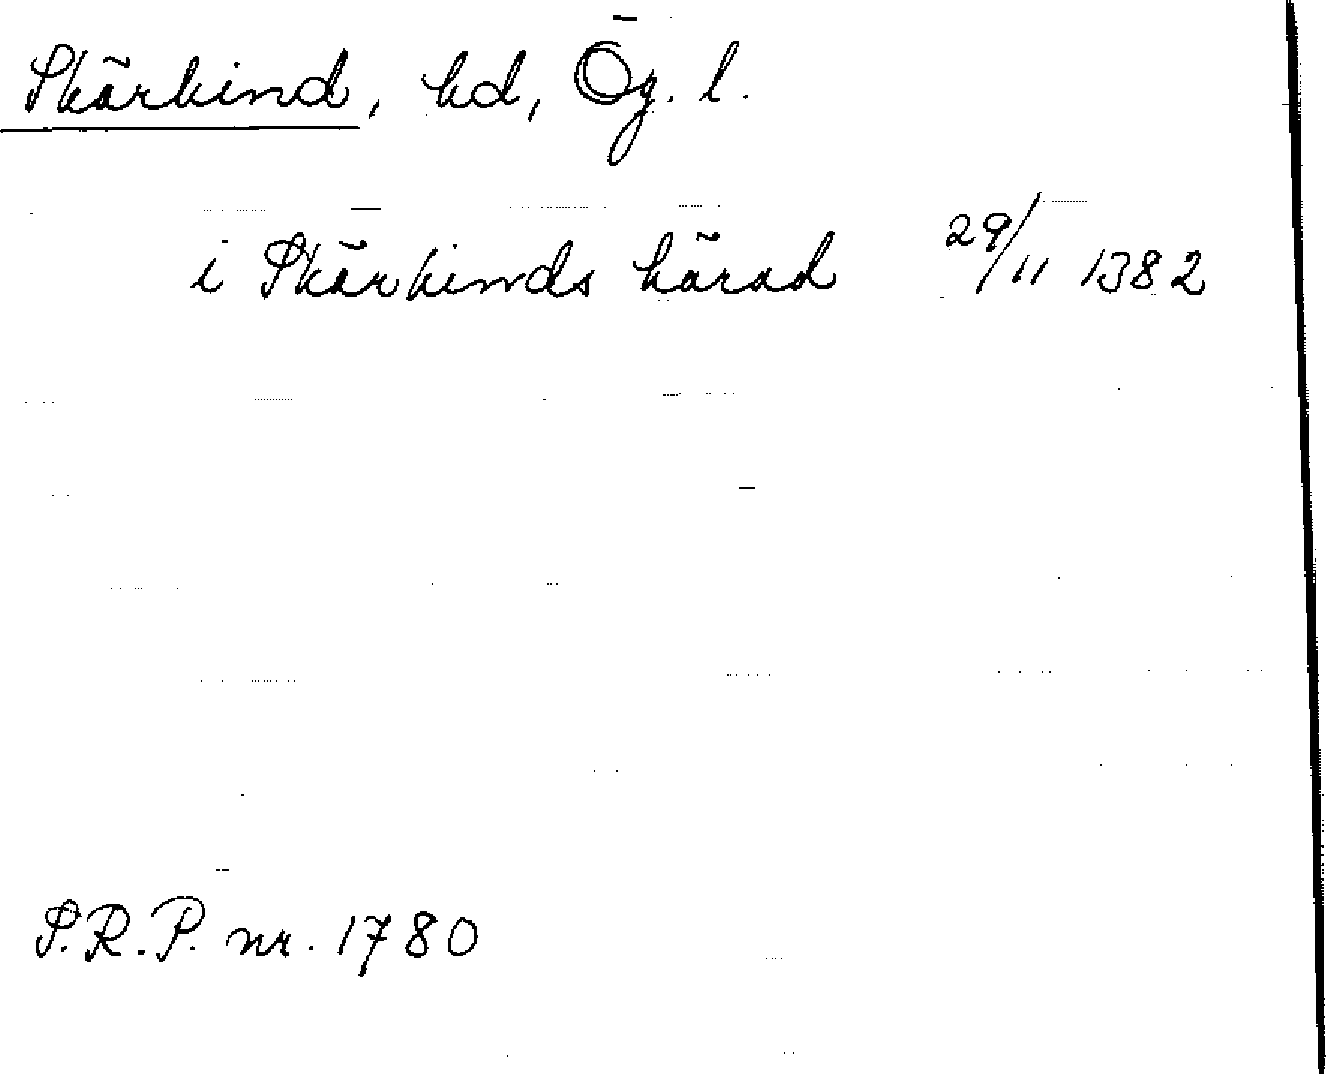 Skärkind, hd, Ög. l.
i Skärkinds härad 29/11 1382
S.R.P. nr. 1780